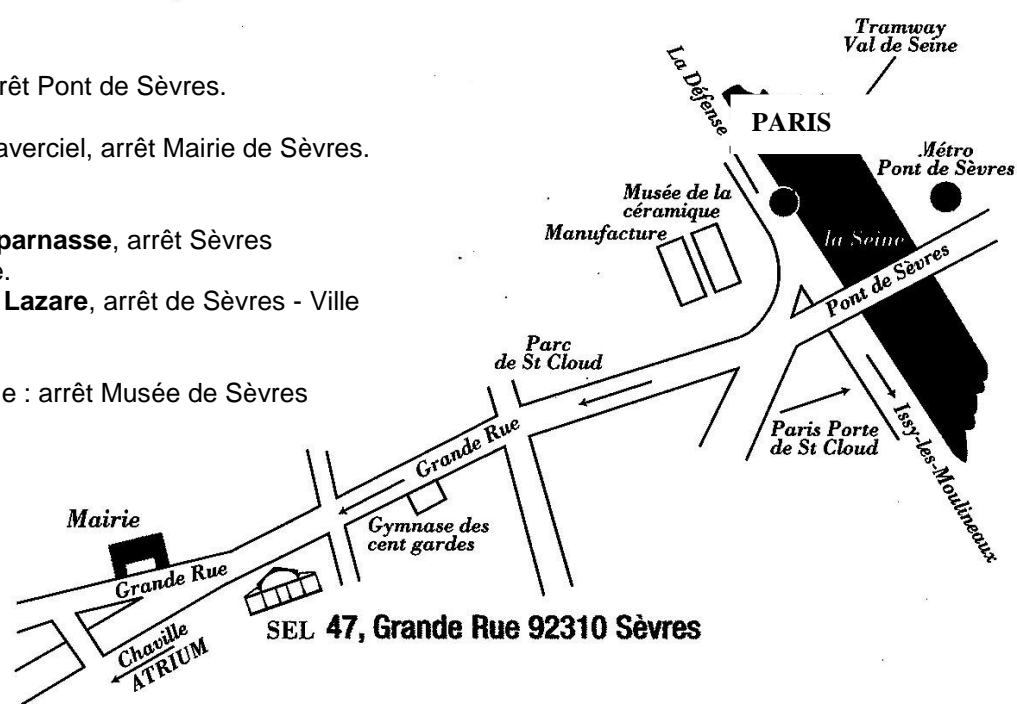 rêt Pont de Sèvres.
averciel, arrêt Mairie de Sèvres.
parnasse, arrêt Sèvres
e.
Lazare, arrêt de Sèvres - Ville
e : arrêt Musée de Sèvres
Tramway
Val de Seine
La Défense
PARIS
Métro
Pont de Sèvres
Musée de la
céramique
Manufacture
la Seine
Pont de Sèvres
Parc
de St Cloud
Issy-les-Moulineaux
Paris Porte
de St Cloud
Grande Rue
Gymnase des
cent gardes
Mairie
Grande Rue
SEL 47, Grande Rue 92310 Sèvres
Chaville
ATRIUM